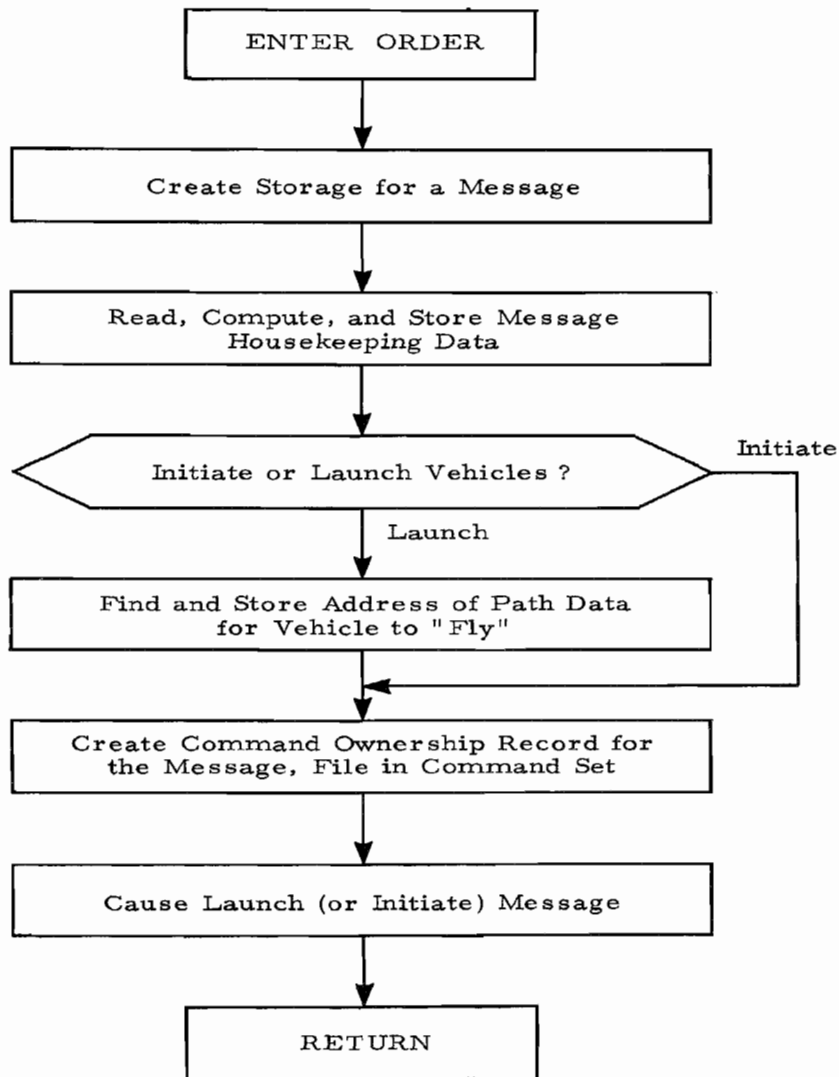 ENTER ORDER
Create Storage for a Message
Read, Compute, and Store Message
Housekeeping Data
Initiate or Launch Vehicles ?
Initiate
Launch
Find and Store Address of Path Data
for Vehicle to "Fly"
Create Command Ownership Record for
the Message, File in Command Set
Cause Launch (or Initiate) Message
RETURN